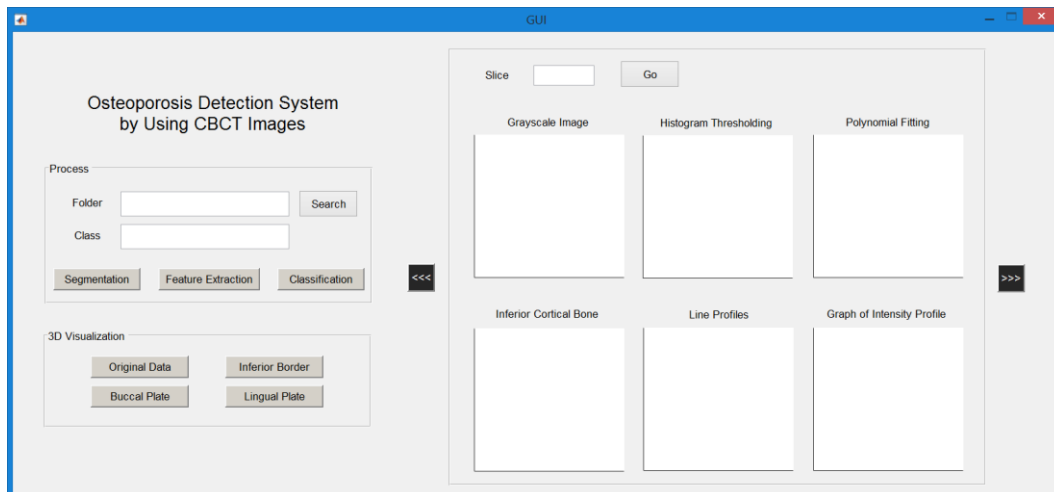 GUI
Osteoporosis Detection System
by Using CBCT Images
Process
Folder
Search
Class
Segmentation Feature Extraction Classification
3D Visualization
Original Data Inferior Border
Buccal Plate Lingual Plate
<<<
Slice Go
Grayscale Image Histogram Thresholding Polynomial Fitting
Inferior Cortical Bone Line Profiles Graph of Intensity Profile
>>>